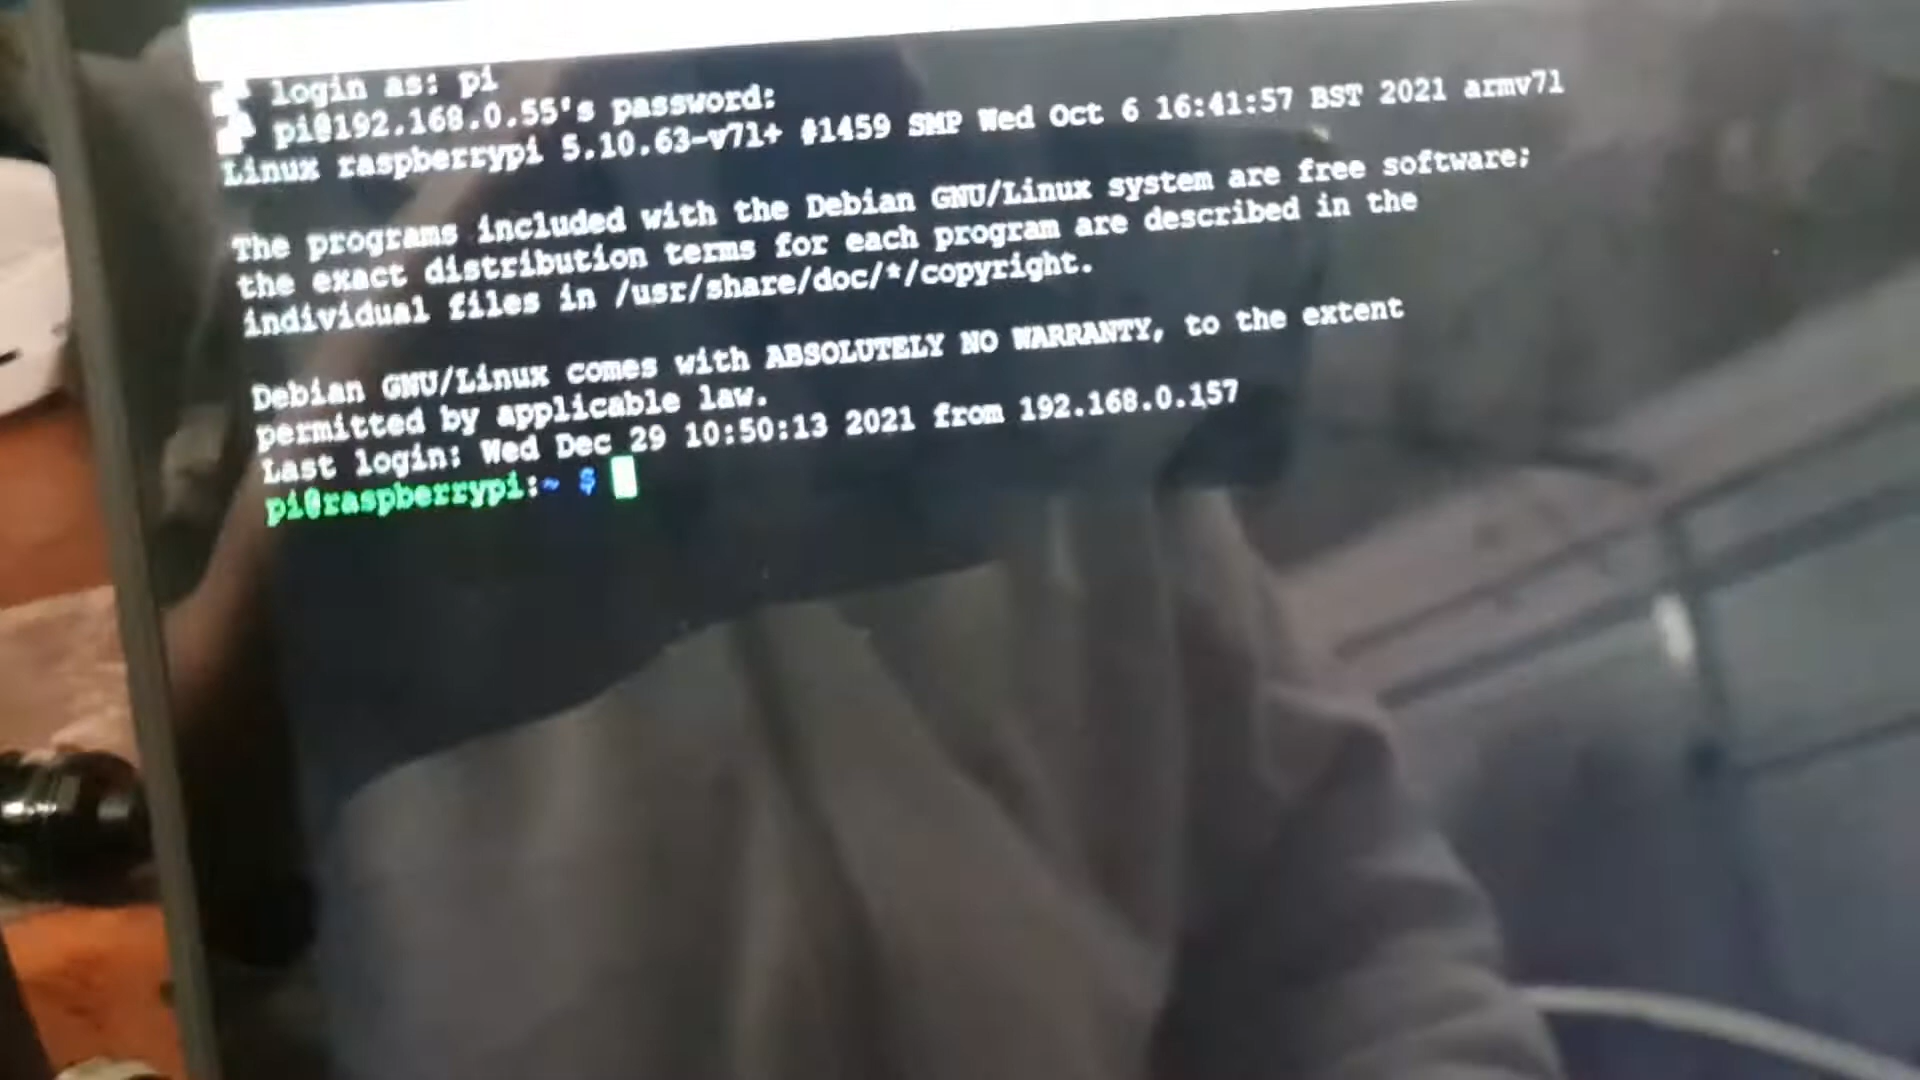 login as: pi
pi@192.168.0.55's password:
Linux raspberrypi 5.10.63-v7l+ #1459 SMP Wed Oct 6 16:41:57 BST 2021 armv7l
The programs included with the Debian GNU/Linux system are free software;
the exact distribution terms for each program are described in the
individual files in /usr/share/doc/*/copyright.
Debian GNU/Linux comes with ABSOLUTELY NO WARRANTY, to the extent
permitted by applicable law.
Last login: Wed Dec 29 10:50:13 2021 from 192.168.0.157
pi@raspberrypi:~ $